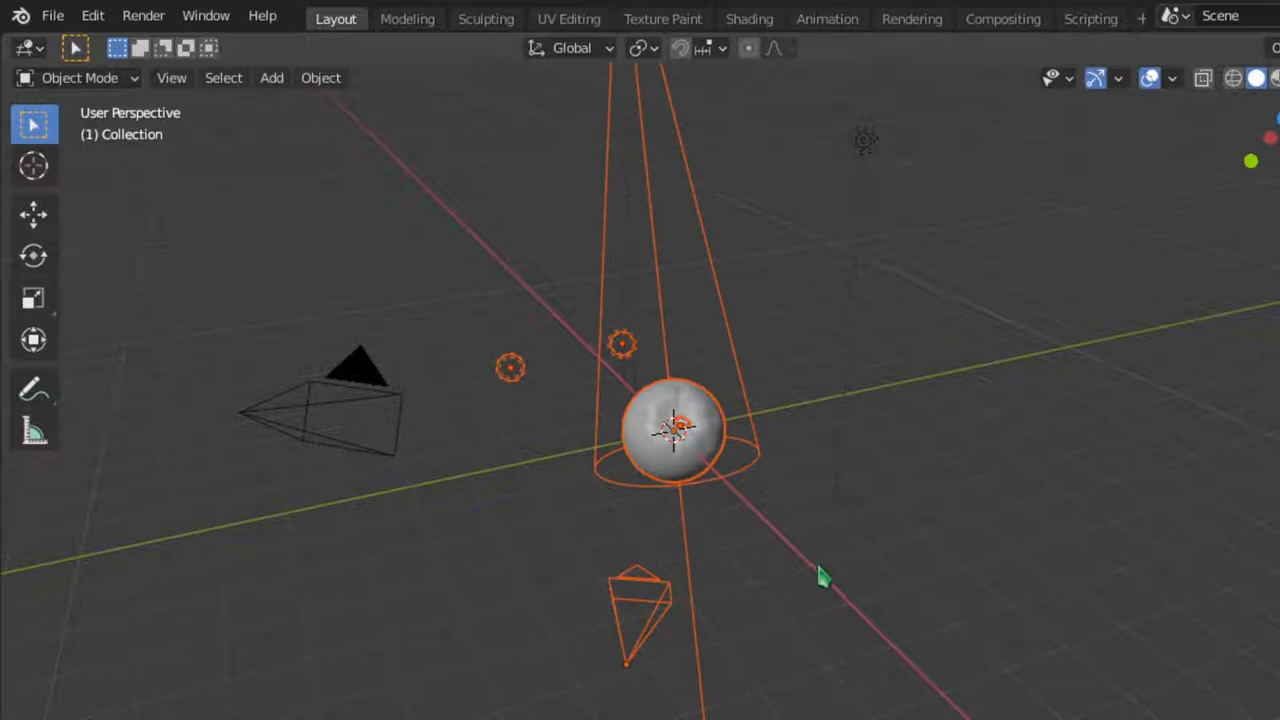 File Edit Render Window Help Layout Modeling Sculpting UV Editing Texture Paint Shading Animation Rendering Compositing Scripting + Scene
Global
Object Mode View Select Add Object
User Perspective
(1) Collection